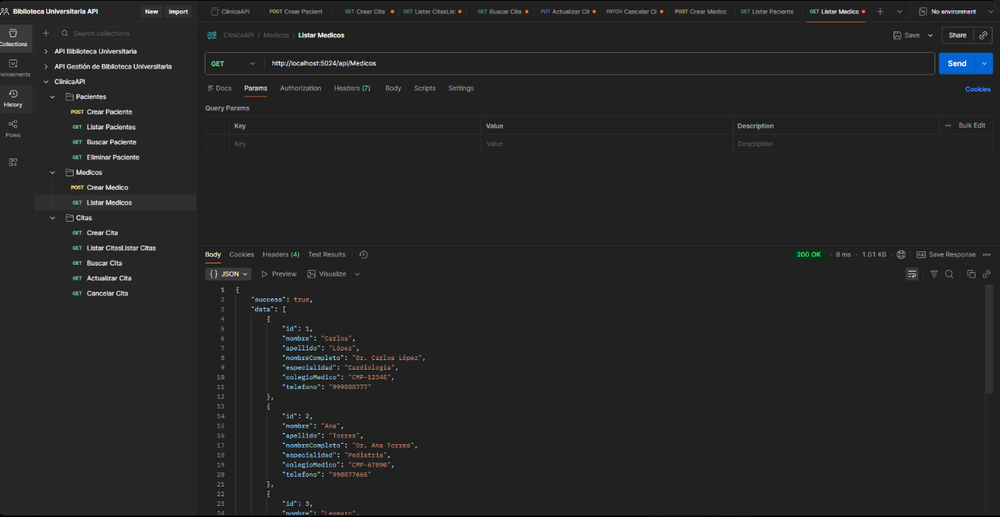 Biblioteca Universitaria API
New
Import
ClinicaAPI
POST Crear Pacient
GET Crear Cita
GET Listar CitasLis
GET Buscar Cita
PUT Actualizar Cit
PATCH Cancelar Ci
POST Crear Medico
GET Listar Paciente
GET Listar Medicos
No environment
Collections
nvironments
History
Flows
Search collections
API Biblioteca Universitaria
API Gestión de Biblioteca Universitaria
ClinicaAPI
Pacientes
POST Crear Paciente
GET Listar Pacientes
GET Buscar Paciente
GET Eliminar Paciente
Medicos
POST Crear Medico
GET Listar Medicos
Citas
GET Crear Cita
GET Listar CitasListar Citas
GET Buscar Cita
GET Actualizar Cita
GET Cancelar Cita
ClinicaAPI / Medicos / Listar Medicos
Save
Share
GET http://localhost:5024/api/Medicos
Send
Docs Params Authorization Headers (7) Body Scripts Settings
Cookies
Query Params
Key Value Description Bulk Edit
Key Value Description
Body Cookies Headers (4) Test Results
200 OK • 8 ms • 1.01 KB • Save Response
{} JSON Preview Visualize
1 {
2 "success": true,
3 "data": [
4 {
5 "id": 1,
6 "nombre": "Carlos",
7 "apellido": "López",
8 "nombreCompleto": "Dr. Carlos López",
9 "especialidad": "Cardiología",
10 "colegioMedico": "CMP-12345",
11 "telefono": "999888777"
12 },
13 {
14 "id": 2,
15 "nombre": "Ana",
16 "apellido": "Torres",
17 "nombreCompleto": "Dr. Ana Torres",
18 "especialidad": "Pediatría",
19 "colegioMedico": "CMP-67890",
20 "telefono": "998877665"
21 },
22 {
23 "id": 3,
24 "nombre": "Leomarc",